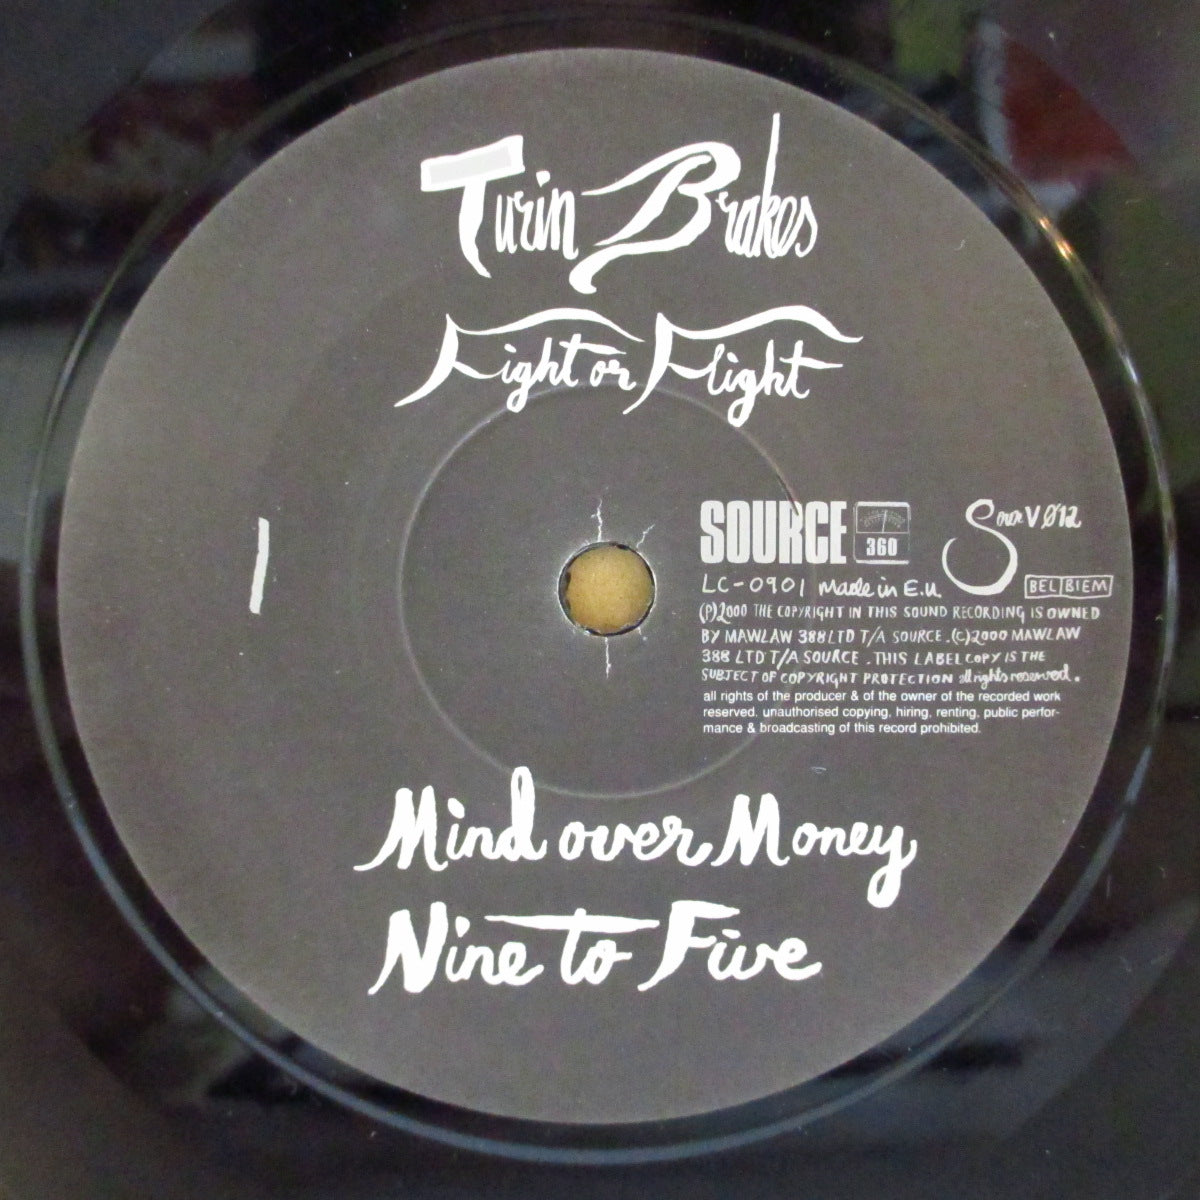 Turin Brakes
Fight or Flight
1
SOURCE 360
SourV Ø12
LC-0901 Made in E.U.
BEL BIEM
(P)2000 THE COPYRIGHT IN THIS SOUND RECORDING IS OWNED
BY MAWLAW 388 LTD T/A SOURCE .(C)2000 MAWLAW
388 LTD T/A SOURCE . THIS LABEL COPY IS THE
SUBJECT OF COPYRIGHT PROTECTION all rights reserved.
all rights of the producer & of the owner of the recorded work
reserved. unauthorised copying, hiring, renting, public perfor-
mance & broadcasting of this record prohibited.
Mind over Money
Nine to Five